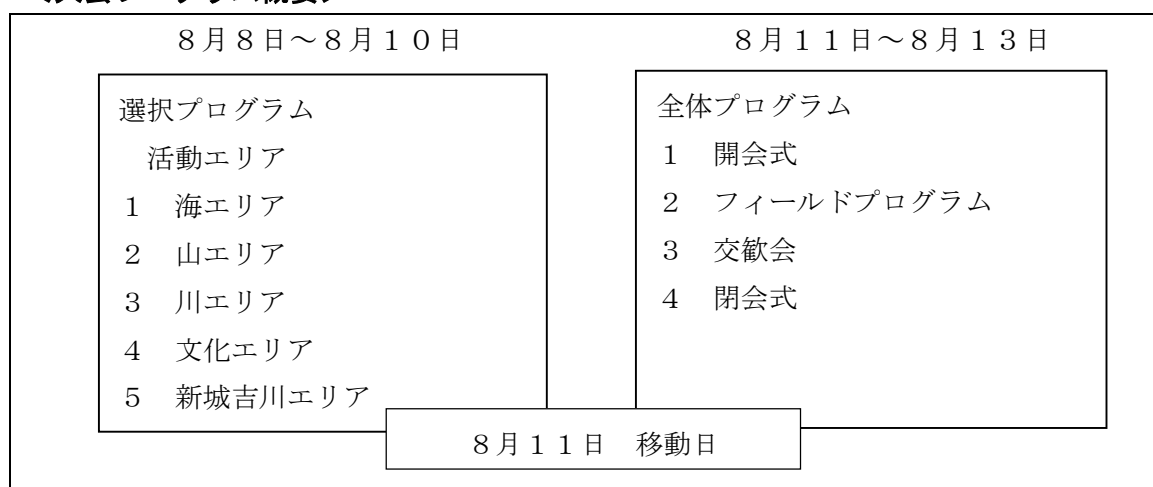 ８月８日～８月１０日
８月１１日～８月１３日
選択プログラム
活動エリア
１　海エリア
２　山エリア
３　川エリア
４　文化エリア
５　新城吉川エリア
全体プログラム
１　開会式
２　フィールドプログラム
３　交歓会
４　閉会式
８月１１日　移動日